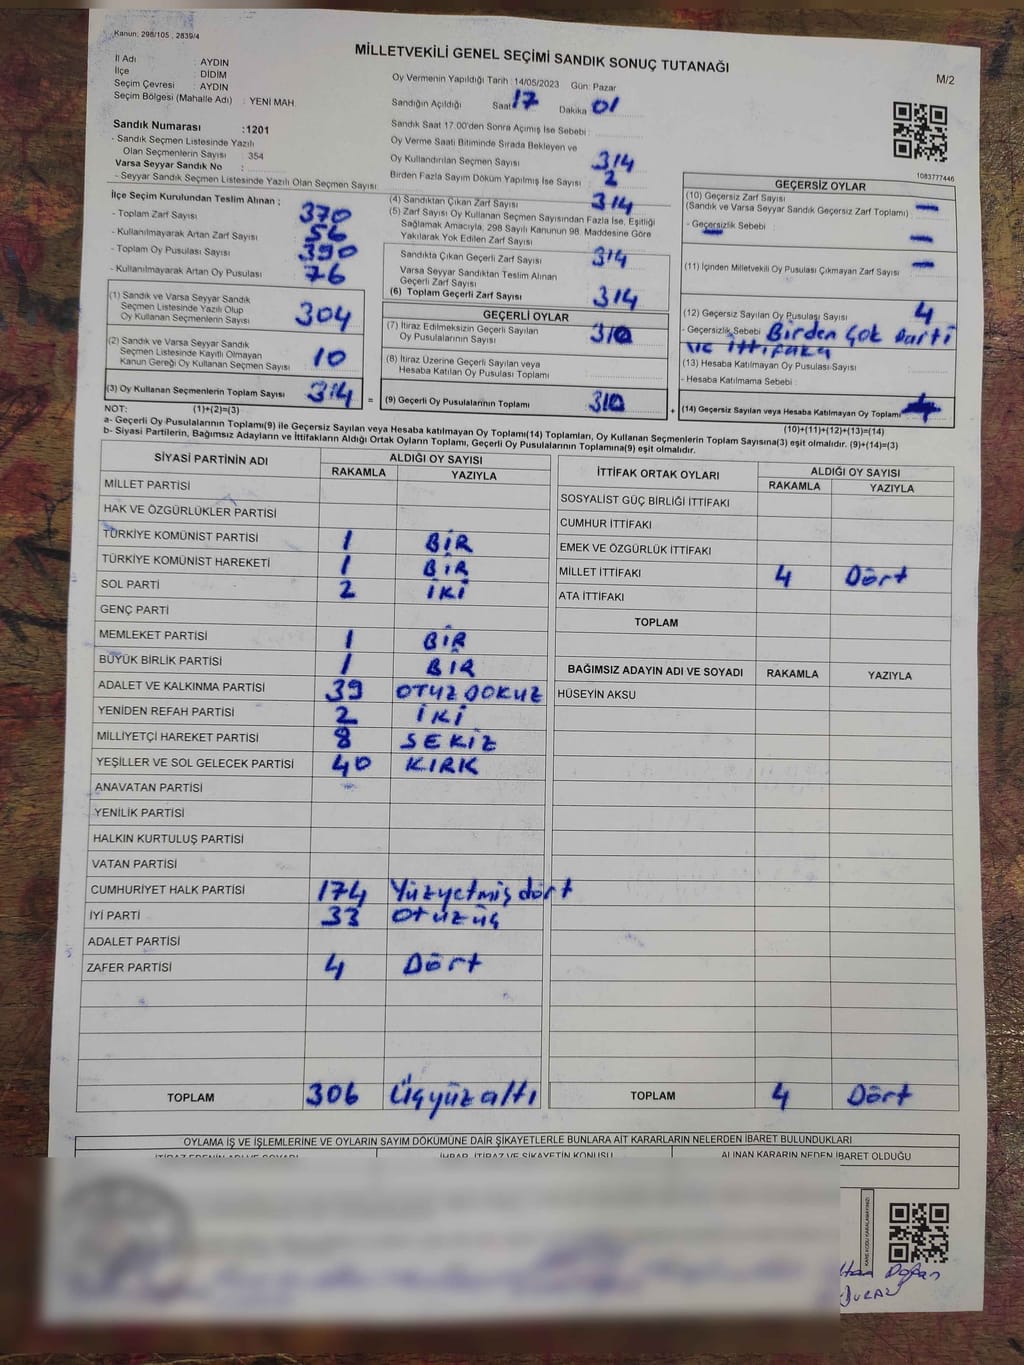 Kanun: 298/105 , 2839/4
MİLLETVEKİLİ GENEL SEÇİMİ SANDIK SONUÇ TUTANAĞI
M/2
İl Adı AYDIN
İlçe DİDİM
Seçim Çevresi AYDIN
Seçim Bölgesi (Mahalle Adı) : YENİ MAH
Sandık Numarası :1201
- Sandık Seçmen Listesinde Yazılı
Olan Seçmenlerin Sayısı : 354
Varsa Seyyar Sandık No :
- Seyyar Sandık Seçmen Listesinde Yazılı Olan Seçmen Sayısı
Oy Vermenin Yapıldığı Tarih : 14/05/2023 Gün: Pazar
Sandığın Açıldığı Saat 17 Dakika 01
Sandık Saat 17.00'den Sonra Açımış İse Sebebi :
Oy Verme Saati Bitiminde Sırada Bekleyen ve
Oy Kullandırılan Seçmen Sayısı 314
Birden Fazla Sayım Döküm Yapılmış İse Sayısı : 2
1083777446
İlçe Seçim Kurulundan Teslim Alınan :
- Toplam Zarf Sayısı : 370
- Kullanılmayarak Artan Zarf Sayısı : 56
- Toplam Oy Pusulası : 390
- Kullanılmayarak Artan Oy Pusulası : 76
(1) Sandık ve Varsa Seyyar Sandık
Seçmen Listesinde Yazılı Olup
Oy Kullanan Seçmenlerin Sayısı : 304
(2) Sandık ve Varsa Seyyar Sandık
Seçmen Listesinde Kayıtlı Olmayan
Kanun Gereği Oy Kullanan Seçmen Sayısı : 10
(3) Oy Kullanan Seçmenlerin Toplam Sayısı 314
(4) Sandıktan Çıkan Zarf Sayısı 314
(5) Zarf Sayısı Oy Kullanan Seçmen Sayısından Fazla İse, Eşitliği
Sağlamak Amacıyla, 298 Sayılı Kanunun 98. Maddesine Göre
Yakılarak Yok Edilen Zarf Sayısı
Sandıkta Çıkan Geçerli Zarf Sayısı 314
Varsa Seyyar Sandıktan Teslim Alınan
Geçerli Zarf Sayısı
(6) Toplam Geçerli Zarf Sayısı 314
GEÇERLİ OYLAR
(7) İtiraz Edilmeksizin Geçerli Sayılan
Oy Pusulalarının Sayısı: 310
(8) İtiraz Üzerine Geçerli Sayılan veya
Hesaba Katılan Oy Pusulası Toplamı
= (9) Geçerli Oy Pusulalarının Toplamı 310
GEÇERSİZ OYLAR
(10) Geçersiz Zarf Sayısı
(Sandık ve Varsa Seyyar Sandık Geçersiz Zarf Toplamı) : —
- Geçersizlik Sebebi : —
(11) İçinden Milletvekili Oy Pusulası Çıkmayan Zarf Sayısı : —
(12) Geçersiz Sayılan Oy Pusulası Sayısı : 4
- Geçersizlik Sebebi : Birden Çok Parti
ve İttifaka
(13) Hesaba Katılmayan Oy Pusulası Sayısı :
- Hesaba Katılmama Sebebi :
+ (14) Geçersiz Sayılan veya Hesaba Katılmayan Oy Toplamı 4
NOT: (1)+(2)=(3) (10)+(11)+(12)+(13)=(14)
a- Geçerli Oy Pusulalarının Toplamı(9) ile Geçersiz Sayılan veya Hesaba katılmayan Oy Toplamı(14) Toplamları, Oy Kullanan Seçmenlerin Toplam Sayısına(3) eşit olmalıdır. (9)+(14)=(3)
b- Siyasi Partilerin, Bağımsız Adayların ve İttifakların Aldığı Ortak Oyların Toplamı, Geçerli Oy Pusulalarının Toplamına(9) eşit olmalıdır.
SİYASİ PARTİNİN ADI ALDIĞI OY SAYISI
RAKAMLA YAZIYLA
MİLLET PARTİSİ
HAK VE ÖZGÜRLÜKLER PARTİSİ
TÜRKİYE KOMÜNİST PARTİSİ 1 BİR
TÜRKİYE KOMÜNİST HAREKETİ 1 BİR
SOL PARTİ 2 İKİ
GENÇ PARTİ
MEMLEKET PARTİSİ 1 BİR
BÜYÜK BİRLİK PARTİSİ 1 BİR
ADALET VE KALKINMA PARTİSİ 39 OTUZDOKUZ
YENİDEN REFAH PARTİSİ 2 İKİ
MİLLİYETÇİ HAREKET PARTİSİ 8 SEKİZ
YEŞİLLER VE SOL GELECEK PARTİSİ 40 KIRK
ANAVATAN PARTİSİ
YENİLİK PARTİSİ
HALKIN KURTULUŞ PARTİSİ
VATAN PARTİSİ
CUMHURİYET HALK PARTİSİ 174 Yüzyetmişdört
İYİ PARTİ 33 Otuzüç
ADALET PARTİSİ
ZAFER PARTİSİ 4 Dört
TOPLAM 306 Üçyüzaltı
İTTİFAK ORTAK OYLARI ALDIĞI OY SAYISI
RAKAMLA YAZIYLA
SOSYALİST GÜÇ BİRLİĞİ İTTİFAKI
CUMHUR İTTİFAKI
EMEK VE ÖZGÜRLÜK İTTİFAKI
MİLLET İTTİFAKI 4 Dört
ATA İTTİFAKI
TOPLAM
BAĞIMSIZ ADAYIN ADI VE SOYADI RAKAMLA YAZIYLA
HÜSEYİN AKSU
TOPLAM 4 Dört
OYLAMA İŞ VE İŞLEMLERİNE VE OYLARIN SAYIM DÖKÜMÜNE DAİR ŞİKAYETLERLE BUNLARA AİT KARARLARIN NELERDEN İBARET BULUNDUKLARI
İTİRAZ EDENİN ADI VE SOYADI İHBAR, İTİRAZ VE ŞİKAYETİN KONUSU ALINAN KARARIN NEDEN İBARET OLDUĞU
KARE KODU KARALAMAYINIZ!
Doğan